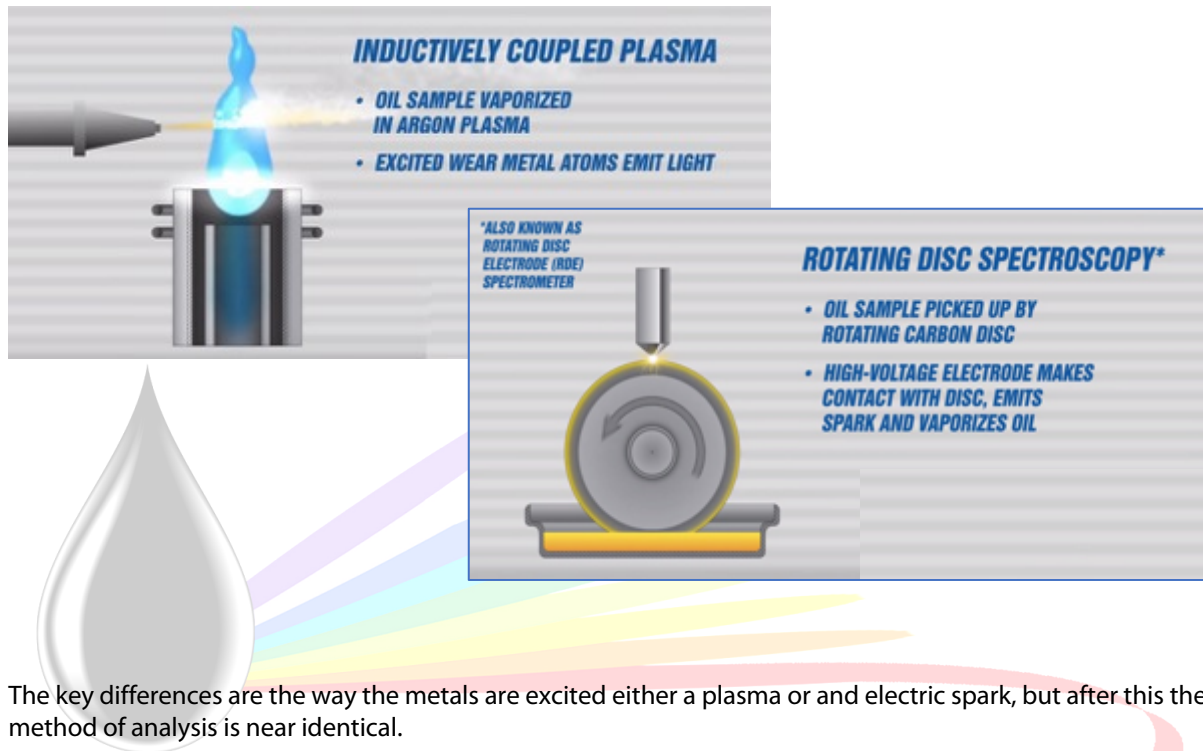 INDUCTIVELY COUPLED PLASMA
• OIL SAMPLE VAPORIZED
IN ARGON PLASMA
• EXCITED WEAR METAL ATOMS EMIT LIGHT
*ALSO KNOWN AS
ROTATING DISC
ELECTRODE (RDE)
SPECTROMETER
ROTATING DISC SPECTROSCOPY*
• OIL SAMPLE PICKED UP BY
ROTATING CARBON DISC
• HIGH-VOLTAGE ELECTRODE MAKES
CONTACT WITH DISC, EMITS
SPARK AND VAPORIZES OIL
The key differences are the way the metals are excited either a plasma or and electric spark, but after this the
method of analysis is near identical.